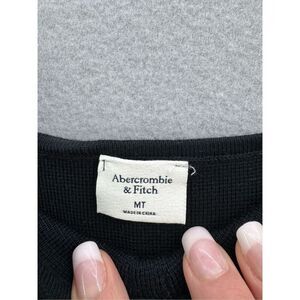 Abercrombie
& Fitch
MT
MADE IN CHINA